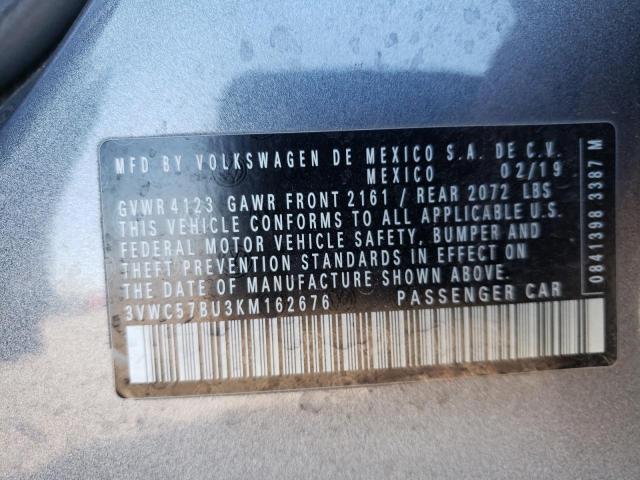 MFD BY VOLKSWAGEN DE MEXICO S.A. DE C.V.
MEXICO 02/19
GVWR 4123 GAWR FRONT 2161 / REAR 2072 LBS
THIS VEHICLE CONFORMS TO ALL APPLICABLE U.S.
FEDERAL MOTOR VEHICLE SAFETY, BUMPER AND
THEFT PREVENTION STANDARDS IN EFFECT ON
THE DATE OF MANUFACTURE SHOWN ABOVE.
3VWC57BU3KM162676 PASSENGER CAR
0841398 3387 M